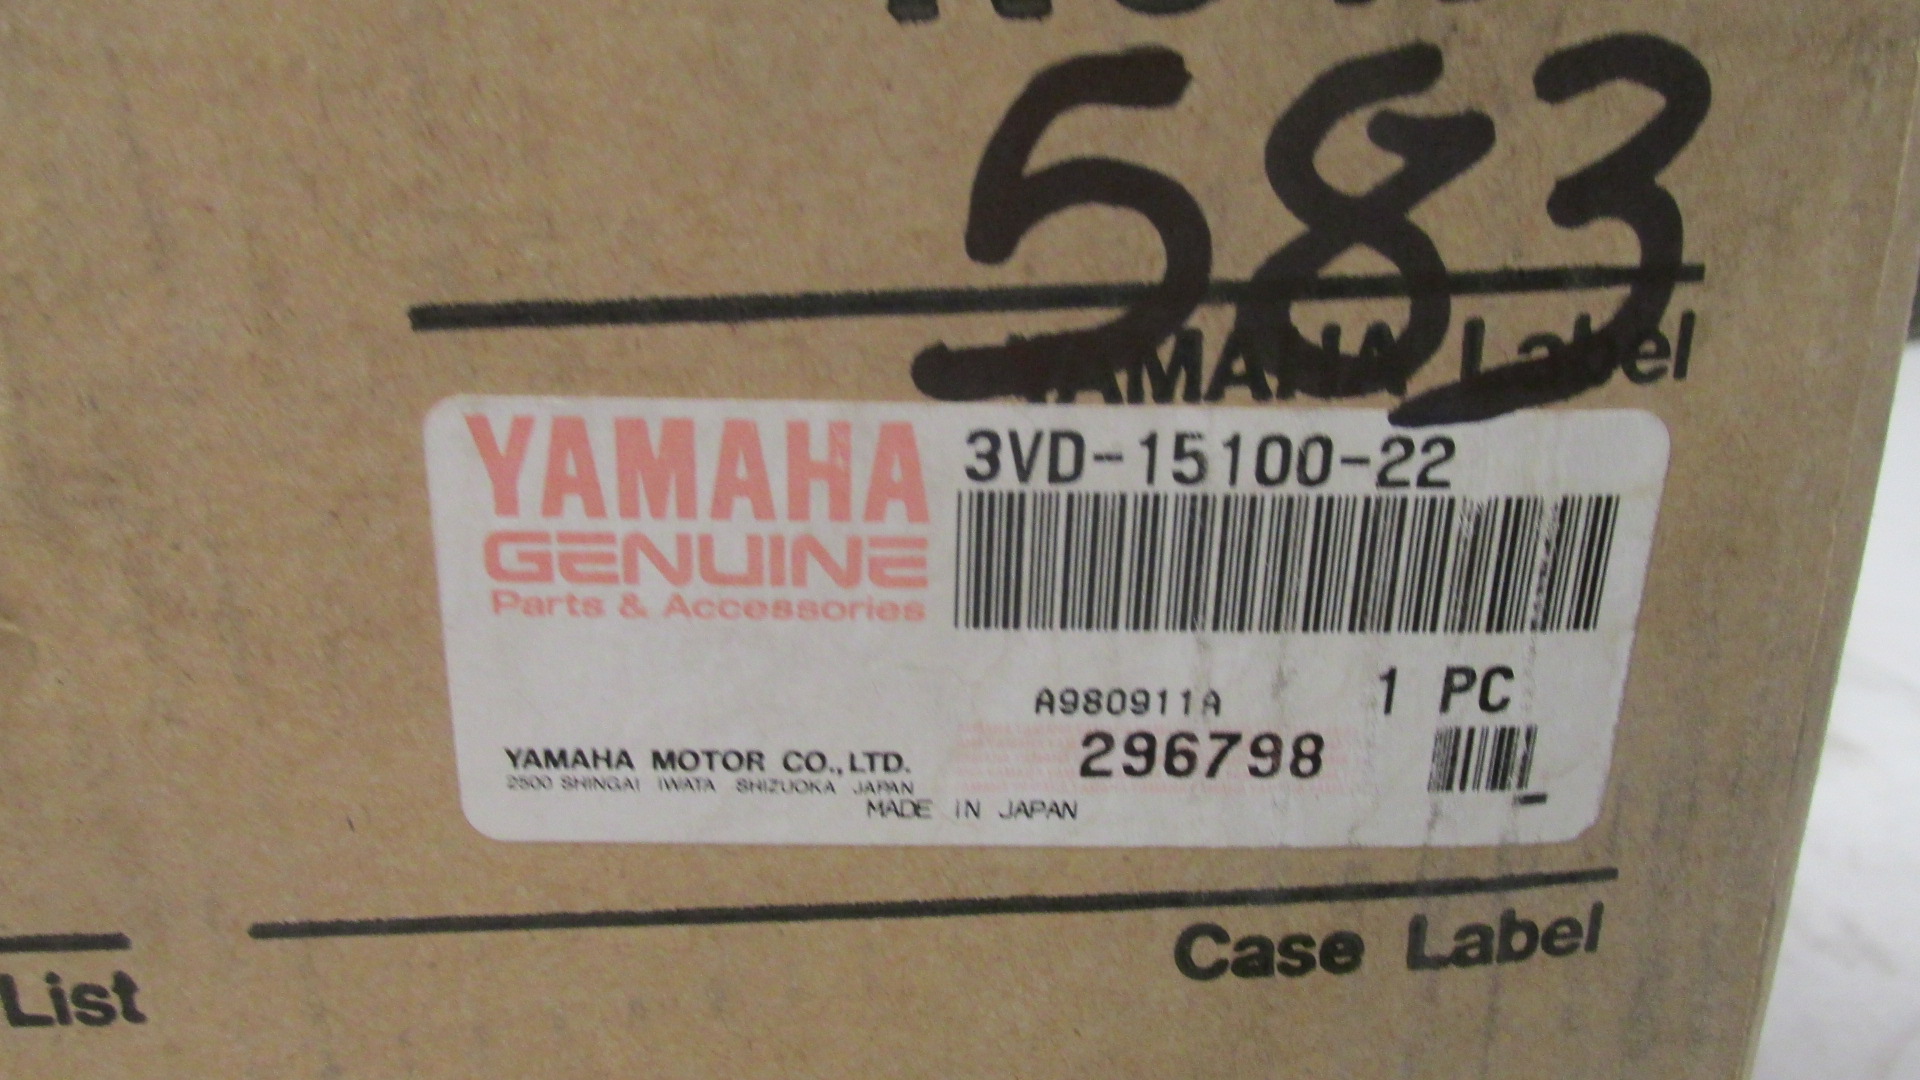 583
YAMAHA Label
YAMAHA
GENUINE
Parts & Accessories
3VD-15100-22
A980911A
1 PC
296798
YAMAHA MOTOR CO., LTD.
2500 SHINGAI IWATA SHIZUOKA JAPAN
MADE IN JAPAN
Case Label
List